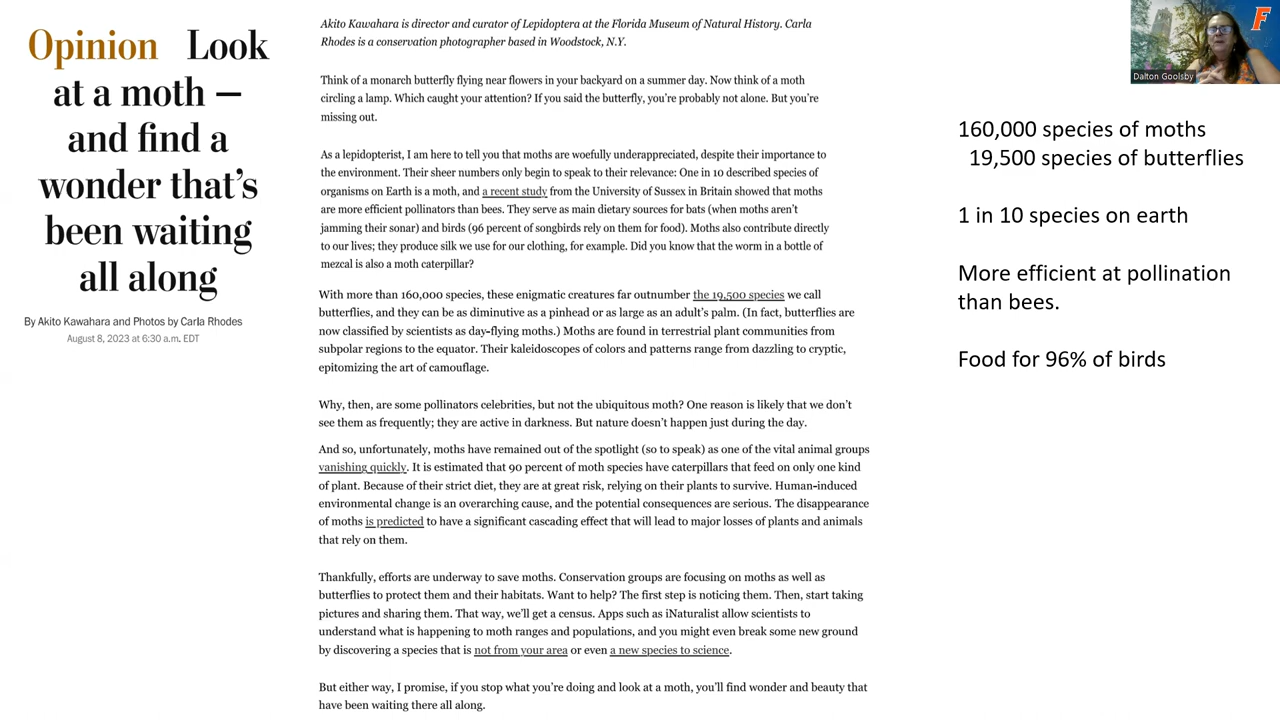 Opinion Look
at a moth —
and find a
wonder that's
been waiting
all along
By Akito Kawahara and Photos by Carla Rhodes
August 8, 2023 at 6:30 a.m. EDT
Akito Kawahara is director and curator of Lepidoptera at the Florida Museum of Natural History. Carla
Rhodes is a conservation photographer based in Woodstock, N.Y.
Think of a monarch butterfly flying near flowers in your backyard on a summer day. Now think of a moth
circling a lamp. Which caught your attention? If you said the butterfly, you're probably not alone. But you're
missing out.
As a lepidopterist, I am here to tell you that moths are woefully underappreciated, despite their importance to
the environment. Their sheer numbers only begin to speak to their relevance: One in 10 described species of
organisms on Earth is a moth, and a recent study from the University of Sussex in Britain showed that moths
are more efficient pollinators than bees. They serve as main dietary sources for bats (when moths aren't
jamming their sonar) and birds (96 percent of songbirds rely on them for food). Moths also contribute directly
to our lives; they produce silk we use for our clothing, for example. Did you know that the worm in a bottle of
mezcal is also a moth caterpillar?
With more than 160,000 species, these enigmatic creatures far outnumber the 19,500 species we call
butterflies, and they can be as diminutive as a pinhead or as large as an adult's palm. (In fact, butterflies are
now classified by scientists as day-flying moths.) Moths are found in terrestrial plant communities from
subpolar regions to the equator. Their kaleidoscopes of colors and patterns range from dazzling to cryptic,
epitomizing the art of camouflage.
Why, then, are some pollinators celebrities, but not the ubiquitous moth? One reason is likely that we don't
see them as frequently; they are active in darkness. But nature doesn't happen just during the day.
And so, unfortunately, moths have remained out of the spotlight (so to speak) as one of the vital animal groups
vanishing quickly. It is estimated that 90 percent of moth species have caterpillars that feed on only one kind
of plant. Because of their strict diet, they are at great risk, relying on their plants to survive. Human-induced
environmental change is an overarching cause, and the potential consequences are serious. The disappearance
of moths is predicted to have a significant cascading effect that will lead to major losses of plants and animals
that rely on them.
Thankfully, efforts are underway to save moths. Conservation groups are focusing on moths as well as
butterflies to protect them and their habitats. Want to help? The first step is noticing them. Then, start taking
pictures and sharing them. That way, we'll get a census. Apps such as iNaturalist allow scientists to
understand what is happening to moth ranges and populations, and you might even break some new ground
by discovering a species that is not from your area or even a new species to science.
But either way, I promise, if you stop what you're doing and look at a moth, you'll find wonder and beauty that
have been waiting there all along.
F
Dalton Goolsby
160,000 species of moths
19,500 species of butterflies
1 in 10 species on earth
More efficient at pollination
than bees.
Food for 96% of birds